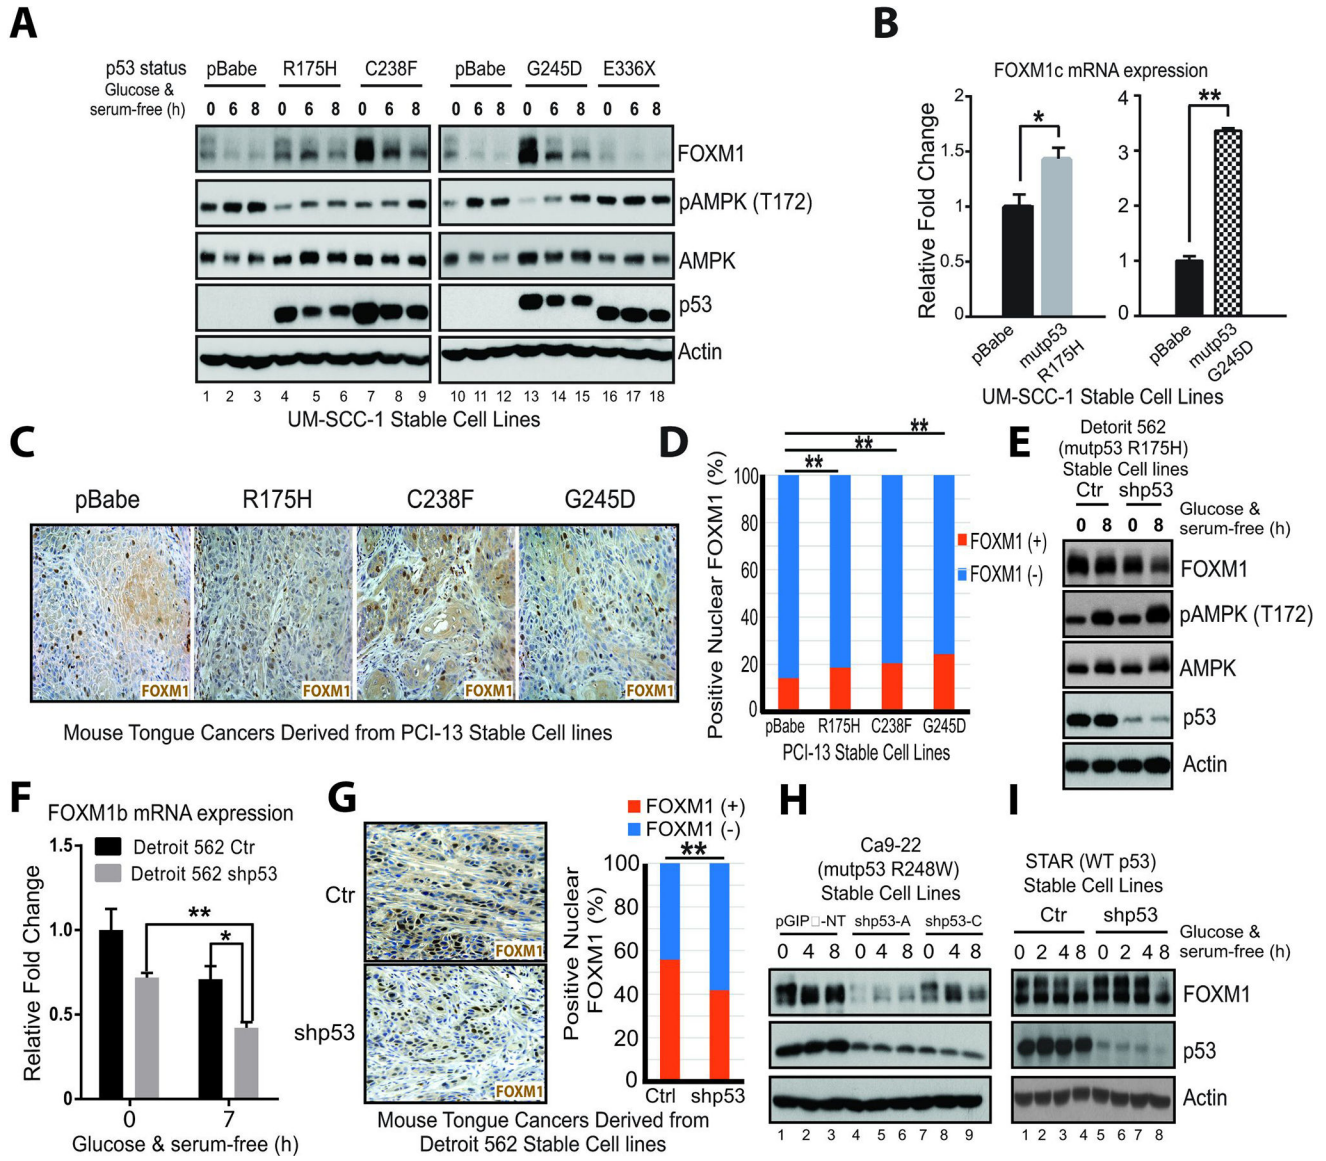 A
p53 status
Glucose &
serum-free (h)
pBabe R175H C238F pBabe G245D E336X
0 6 8 0 6 8 0 6 8 0 6 8 0 6 8 0 6 8
FOXM1
pAMPK (T172)
AMPK
p53
Actin
1 2 3 4 5 6 7 8 9 10 11 12 13 14 15 16 17 18
UM-SCC-1 Stable Cell Lines
B
FOXM1c mRNA expression
Relative Fold Change
2
1.5
1
0.5
0
*
pBabe
mutp53
R175H
4
3
2
1
0
**
pBabe
mutp53
G245D
UM-SCC-1 Stable Cell Lines
C
pBabe R175H C238F G245D
FOXM1 FOXM1 FOXM1 FOXM1
Mouse Tongue Cancers Derived from PCI-13 Stable Cell lines
D
Positive Nuclear FOXM1 (%)
100
80
60
40
20
0
**
**
**
FOXM1 (+)
FOXM1 (-)
pBabe R175H C238F G245D
PCI-13 Stable Cell Lines
E
Detorit 562
(mutp53 R175H)
Stable Cell lines
Ctr shp53
0 8 0 8
Glucose &
serum-free (h)
FOXM1
pAMPK (T172)
AMPK
p53
Actin
F
FOXM1b mRNA expression
Relative Fold Change
1.5
1.0
0.5
0
Detroit 562 Ctr
Detroit 562 shp53
**
*
0 7
Glucose & serum-free (h)
G
Ctr
FOXM1
shp53
FOXM1
FOXM1 (+)
FOXM1 (-)
Positive Nuclear
FOXM1 (%)
100
80
60
40
20
0
**
Ctrl shp53
Mouse Tongue Cancers Derived from
Detroit 562 Stable Cell lines
H
Ca9-22
(mutp53 R248W)
Stable Cell Lines
pGIP□-NT shp53-A shp53-C
0 4 8 0 4 8 0 4 8
1 2 3 4 5 6 7 8 9
I
STAR (WT p53)
Stable Cell Lines
Ctr shp53
0 2 4 8 0 2 4 8
Glucose &
serum-free (h)
FOXM1
p53
Actin
1 2 3 4 5 6 7 8